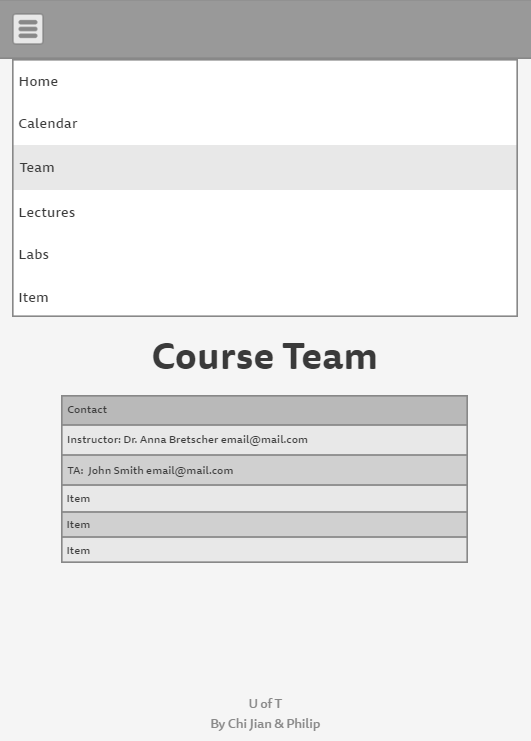 Home
Calendar
Team
Lectures
Labs
Item
Course Team
Contact
Instructor: Dr. Anna Bretscher email@mail.com
TA: John Smith email@mail.com
Item
Item
Item
U of T
By Chi Jian & Philip